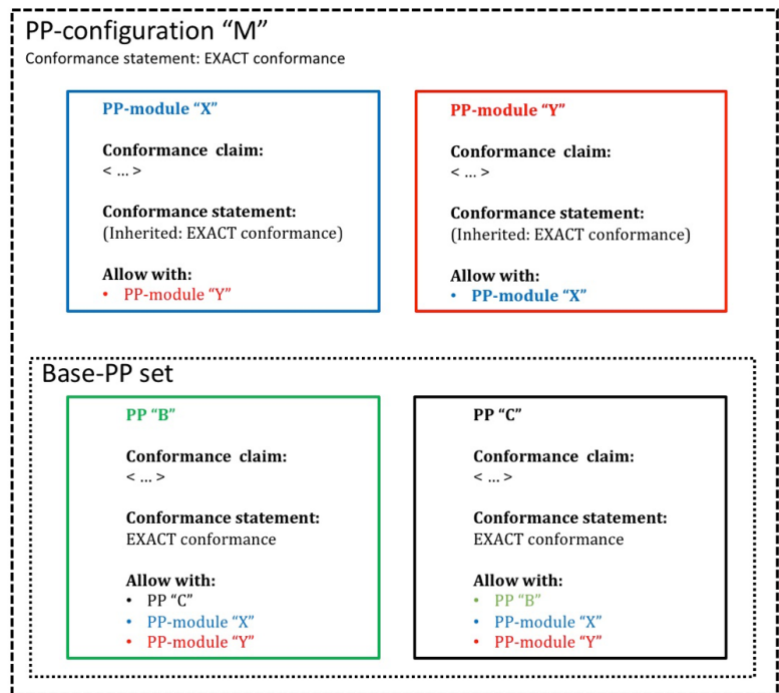 PP-configuration “M”
Conformance statement: EXACT conformance
PP-module “X”
Conformance claim:
< ... >
Conformance statement:
(Inherited: EXACT conformance)
Allow with:
• PP-module “Y”
PP-module “Y”
Conformance claim:
< ... >
Conformance statement:
(Inherited: EXACT conformance)
Allow with:
• PP-module “X”
Base-PP set
PP “B”
Conformance claim:
< ... >
Conformance statement:
EXACT conformance
Allow with:
• PP “C”
• PP-module “X”
• PP-module “Y”
PP “C”
Conformance claim:
< ... >
Conformance statement:
EXACT conformance
Allow with:
• PP “B”
• PP-module “X”
• PP-module “Y”